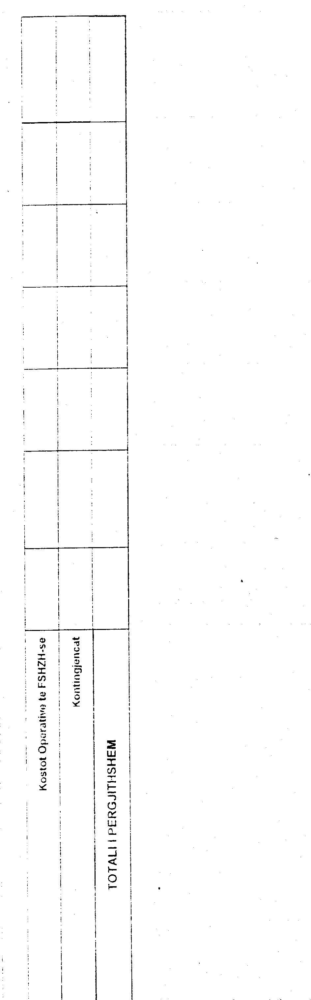 Kostot Operative te FSHZH-se
Kontingjencat
TOTALI I PERGJITHSHEM